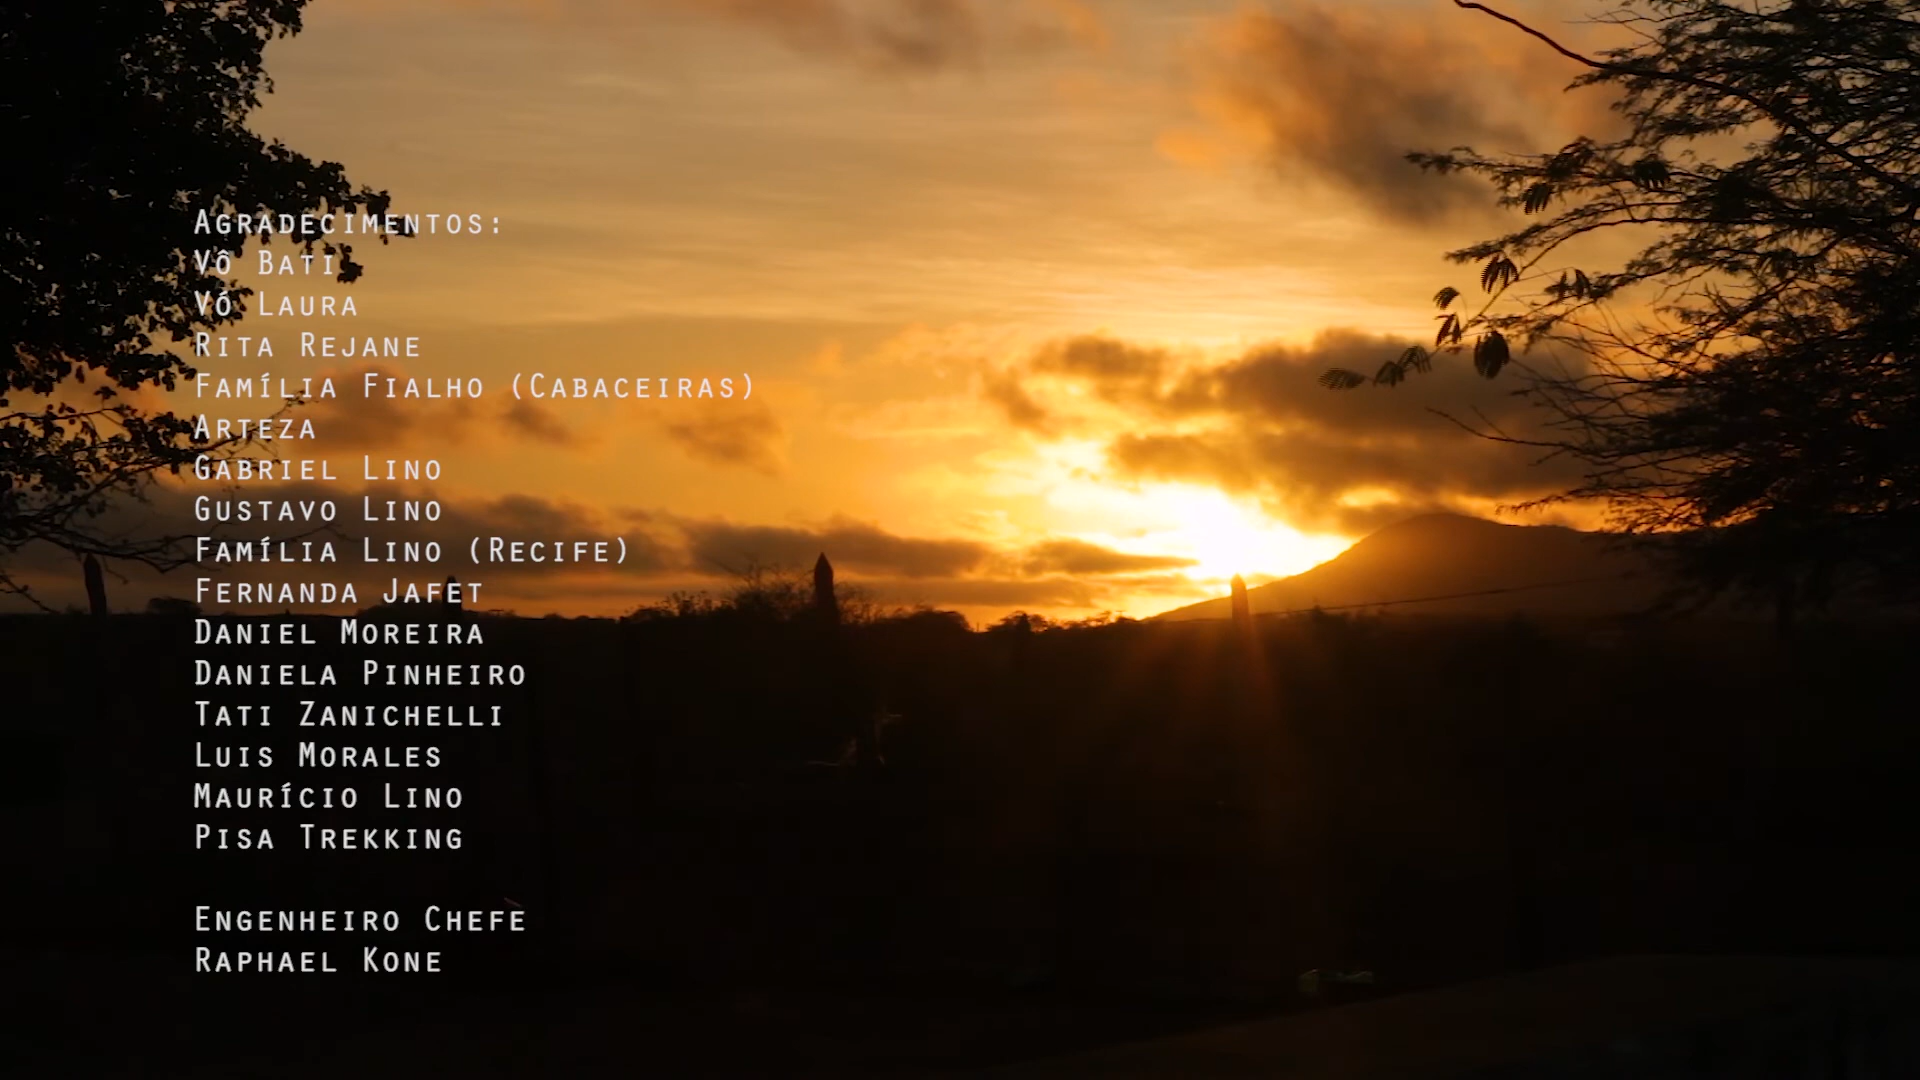 Agradecimentos:
Vô Bati
Vó Laura
Rita Rejane
Família Fialho (Cabaceiras)
Arteza
Gabriel Lino
Gustavo Lino
Família Lino (Recife)
Fernanda Jafet
Daniel Moreira
Daniela Pinheiro
Tati Zanichelli
Luis Morales
Maurício Lino
Pisa Trekking
Engenheiro Chefe
Raphael Kone